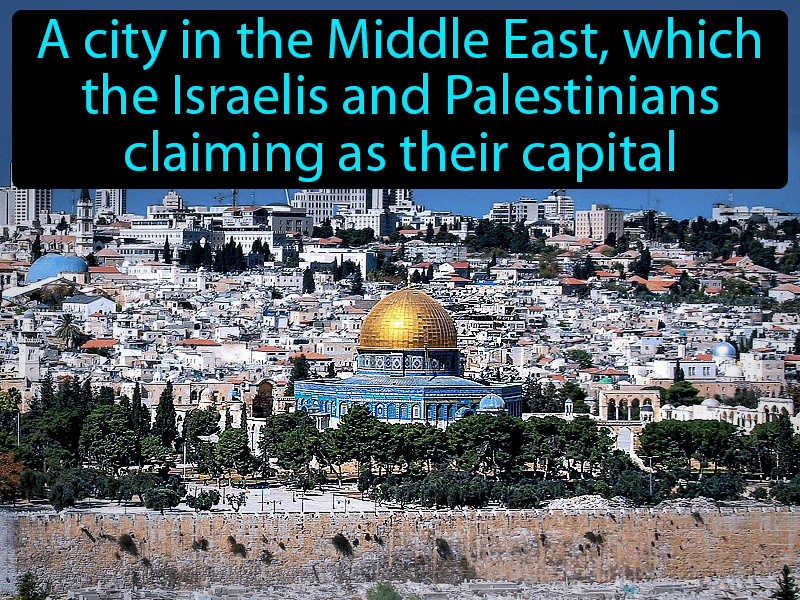 A city in the Middle East, which
the Israelis and Palestinians
claiming as their capital